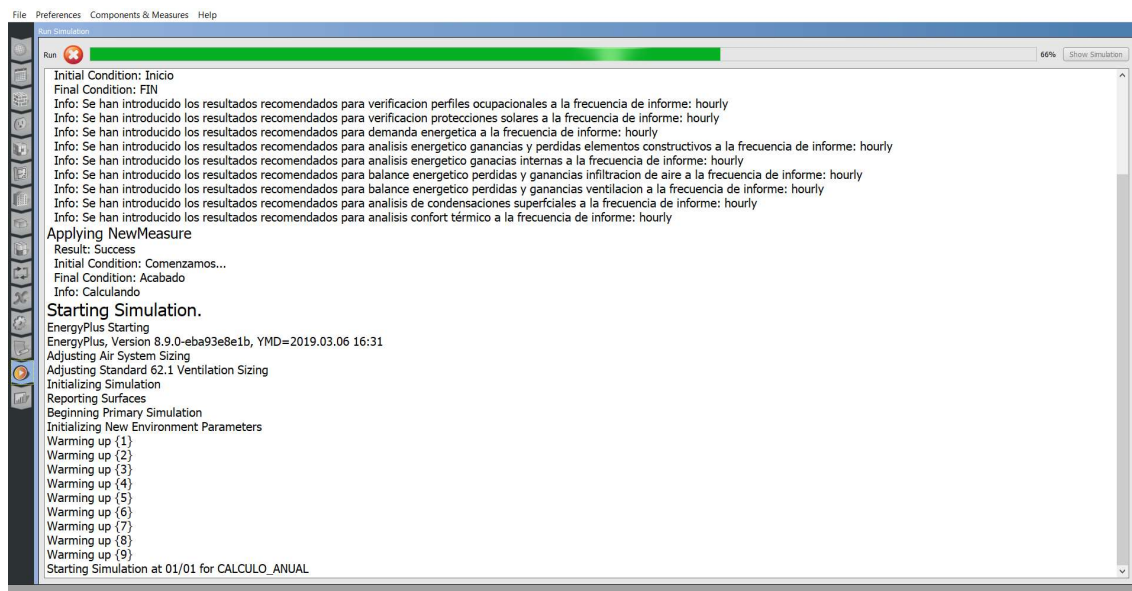 File Preferences Components & Measures Help
Run Simulation
Run 66% Show Simulation
Initial Condition: Inicio
Final Condition: FIN
Info: Se han introducido los resultados recomendados para verificacion perfiles ocupacionales a la frecuencia de informe: hourly
Info: Se han introducido los resultados recomendados para verificacion protecciones solares a la frecuencia de informe: hourly
Info: Se han introducido los resultados recomendados para demanda energetica a la frecuencia de informe: hourly
Info: Se han introducido los resultados recomendados para analisis energetico ganancias y perdidas elementos constructivos a la frecuencia de informe: hourly
Info: Se han introducido los resultados recomendados para analisis energetico ganacias internas a la frecuencia de informe: hourly
Info: Se han introducido los resultados recomendados para balance energetico perdidas y ganancias infiltracion de aire a la frecuencia de informe: hourly
Info: Se han introducido los resultados recomendados para balance energetico perdidas y ganancias ventilacion a la frecuencia de informe: hourly
Info: Se han introducido los resultados recomendados para analisis de condensaciones superfciales a la frecuencia de informe: hourly
Info: Se han introducido los resultados recomendados para analisis confort térmico a la frecuencia de informe: hourly
Applying NewMeasure
Result: Success
Initial Condition: Comenzamos...
Final Condition: Acabado
Info: Calculando
Starting Simulation.
EnergyPlus Starting
EnergyPlus, Version 8.9.0-eba93e8e1b, YMD=2019.03.06 16:31
Adjusting Air System Sizing
Adjusting Standard 62.1 Ventilation Sizing
Initializing Simulation
Reporting Surfaces
Beginning Primary Simulation
Initializing New Environment Parameters
Warming up {1}
Warming up {2}
Warming up {3}
Warming up {4}
Warming up {5}
Warming up {6}
Warming up {7}
Warming up {8}
Warming up {9}
Starting Simulation at 01/01 for CALCULO_ANUAL